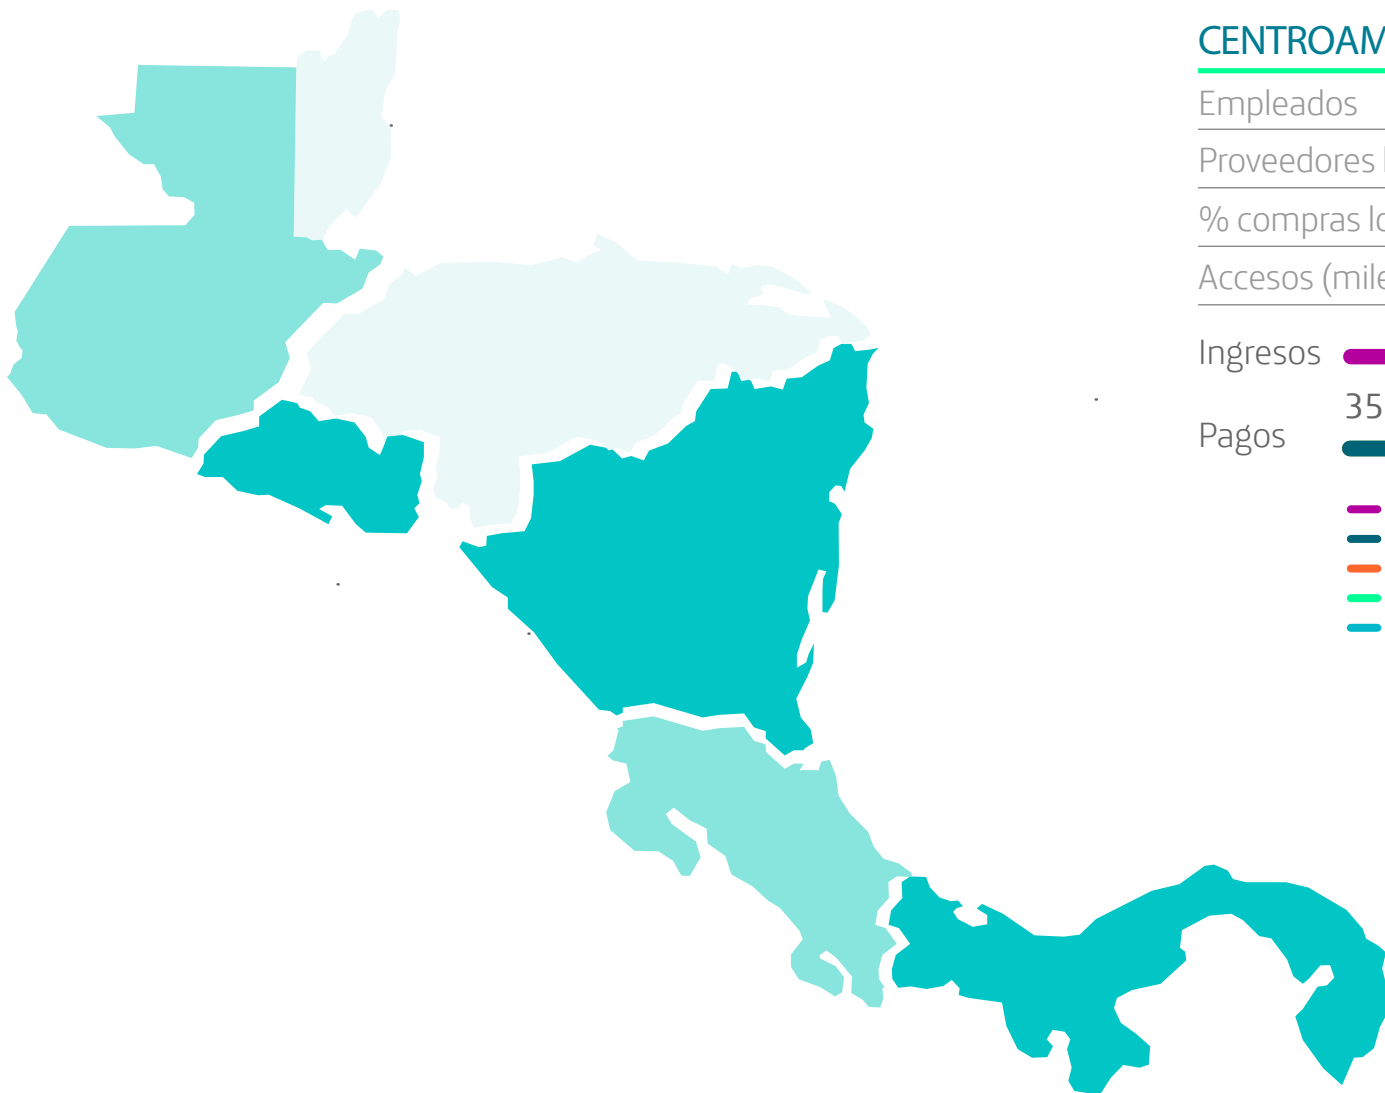 CENTROAM
Empleados
Proveedores
% compras lo
Accesos (mile
Ingresos
35
Pagos